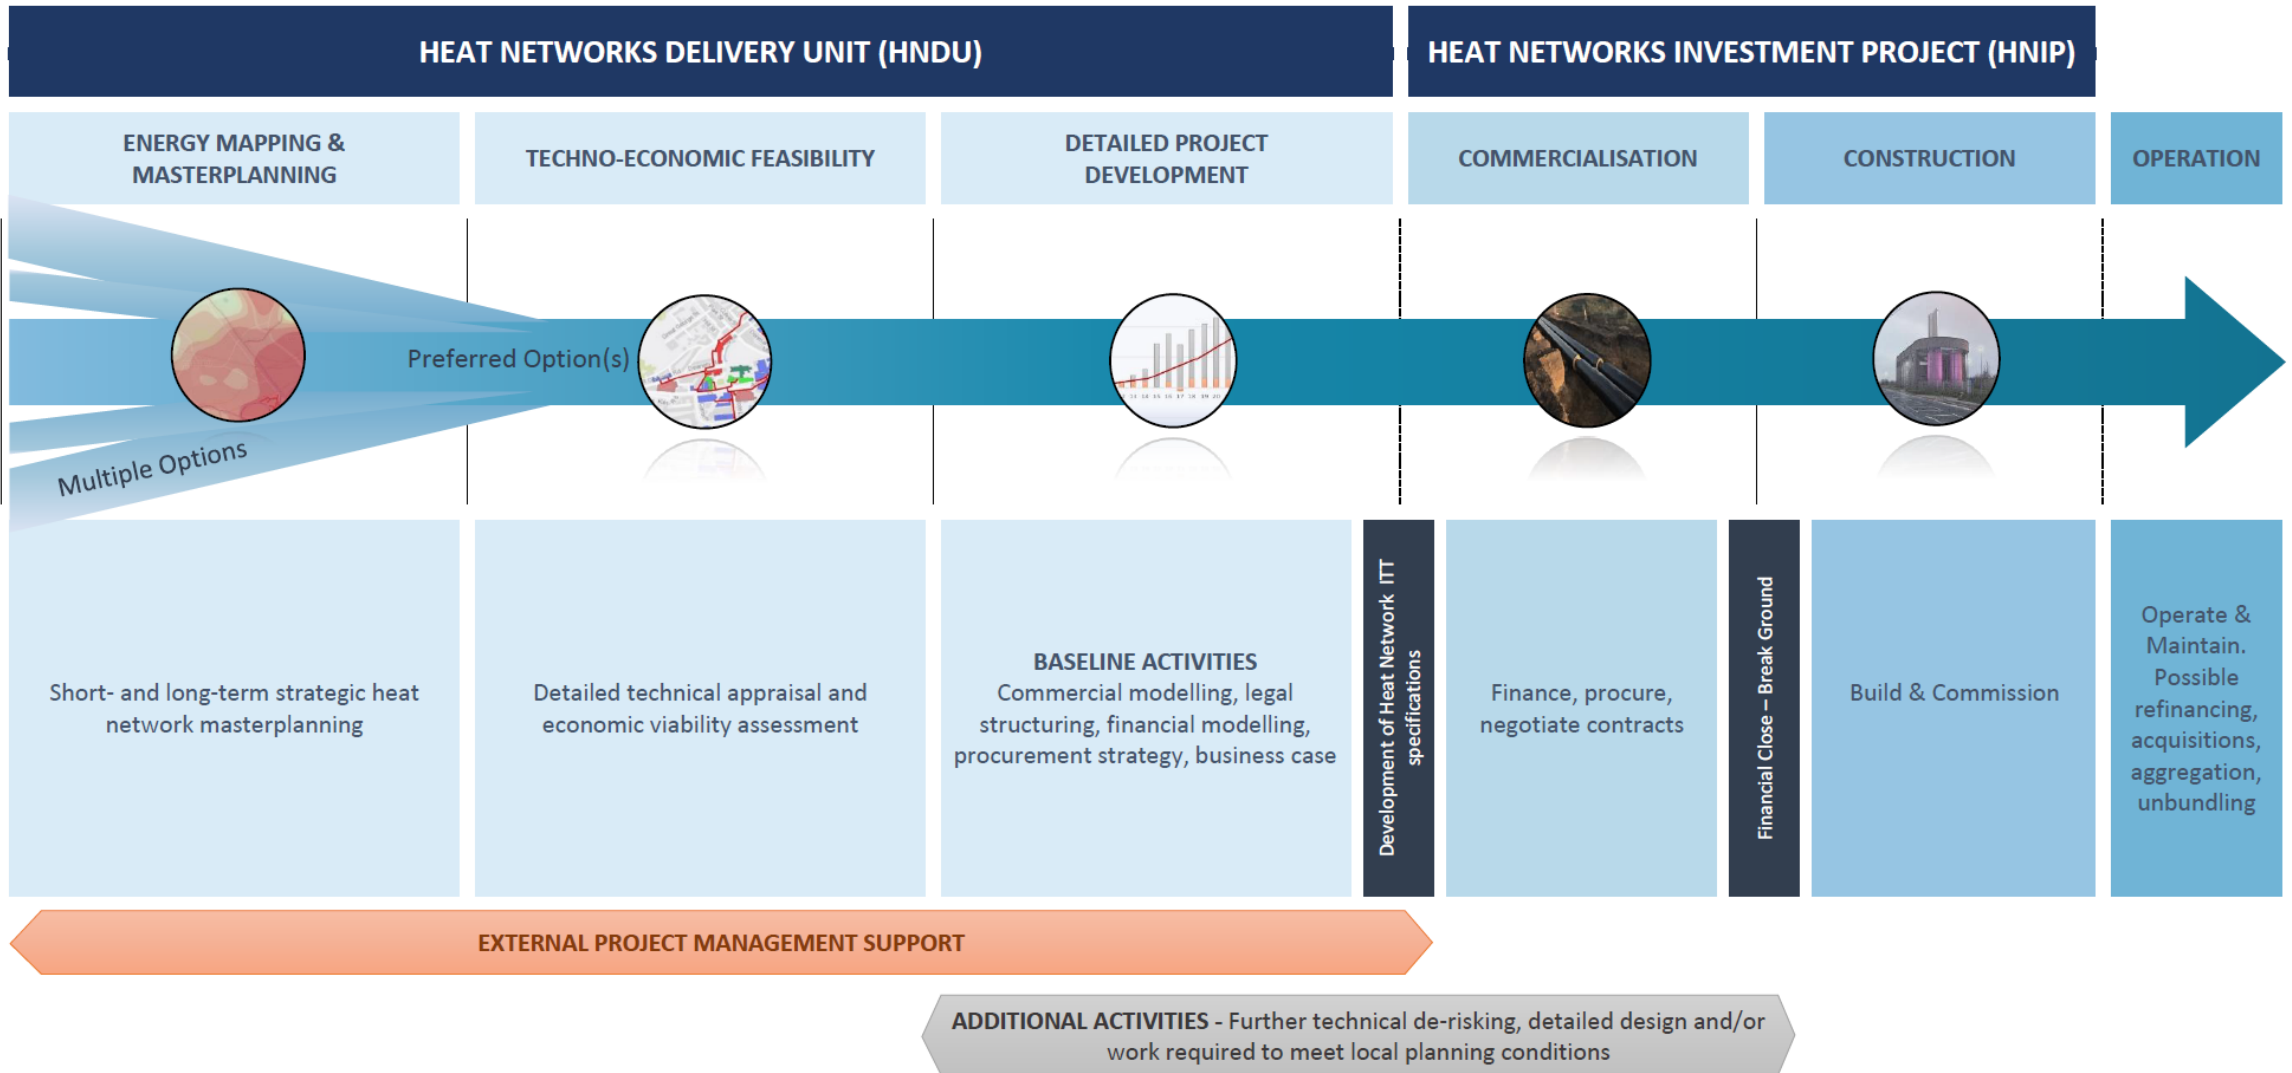 HEAT NETWORKS DELIVERY UNIT (HNDU)
HEAT NETWORKS INVESTMENT PROJECT (HNIP)
ENERGY MAPPING &
MASTERPLANNING
TECHNO-ECONOMIC FEASIBILITY
DETAILED PROJECT
DEVELOPMENT
COMMERCIALISATION
CONSTRUCTION
OPERATION
Preferred Option(s)
Multiple Options
Short- and long-term strategic heat
network masterplanning
Detailed technical appraisal and
economic viability assessment
BASELINE ACTIVITIES
Commercial modelling, legal
structuring, financial modelling,
procurement strategy, business case
Development of Heat Network ITT
specifications
Finance, procure,
negotiate contracts
Financial Close – Break Ground
Build & Commission
Operate &
Maintain.
Possible
refinancing,
acquisitions,
aggregation,
unbundling
EXTERNAL PROJECT MANAGEMENT SUPPORT
ADDITIONAL ACTIVITIES - Further technical de-risking, detailed design and/or
work required to meet local planning conditions